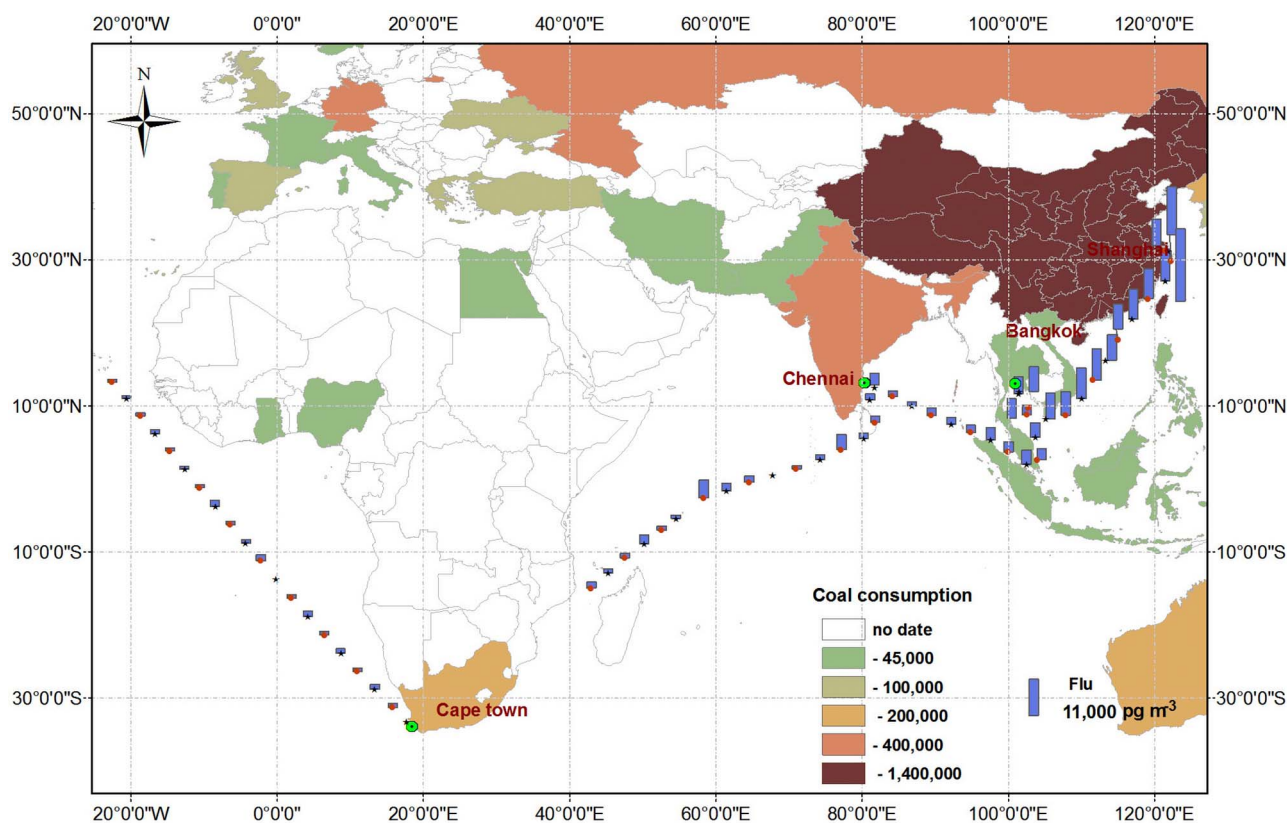 20°0'0"W 0°0'0" 20°0'0"E 40°0'0"E 60°0'0"E 80°0'0"E 100°0'0"E 120°0'0"E
N
50°0'0"N 50°0'0"N
30°0'0"N Shanghai 30°0'0"N
Bangkok
Chennai
10°0'0"N 10°0'0"N
10°0'0"S 10°0'0"S
Coal consumption
no date
- 45,000
- 100,000
- 200,000
- 400,000
- 1,400,000
Flu
11,000 pg m⁻³
30°0'0"S 30°0'0"S
Cape town
20°0'0"W 0°0'0" 20°0'0"E 40°0'0"E 60°0'0"E 80°0'0"E 100°0'0"E 120°0'0"E